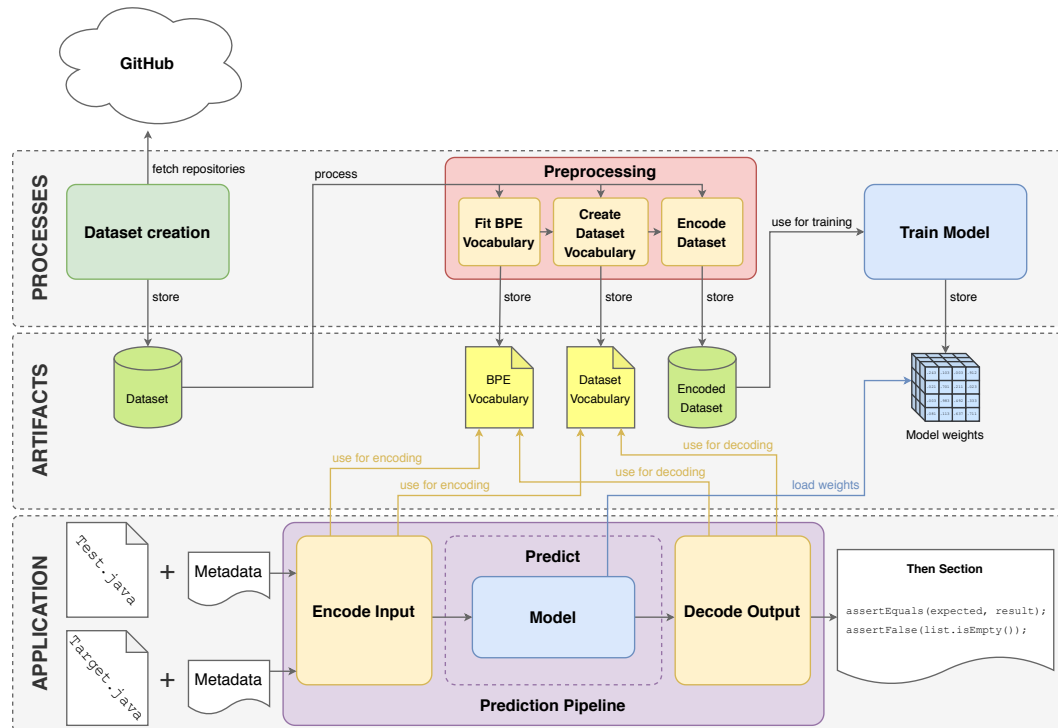 GitHub
fetch repositories
PROCESSES
Dataset creation
process
Preprocessing
Fit BPE
Vocabulary
Create
Dataset
Vocabulary
Encode
Dataset
use for training
Train Model
store
store
store
store
store
ARTIFACTS
Dataset
BPE
Vocabulary
Dataset
Vocabulary
Encoded
Dataset
Model weights
use for encoding
use for decoding
use for decoding
use for encoding
load weights
APPLICATION
Test.java
+
Metadata
Target.java
+
Metadata
Encode Input
Predict
Model
Decode Output
Prediction Pipeline
Then Section
assertEquals(expected, result);
assertFalse(list.isEmpty());